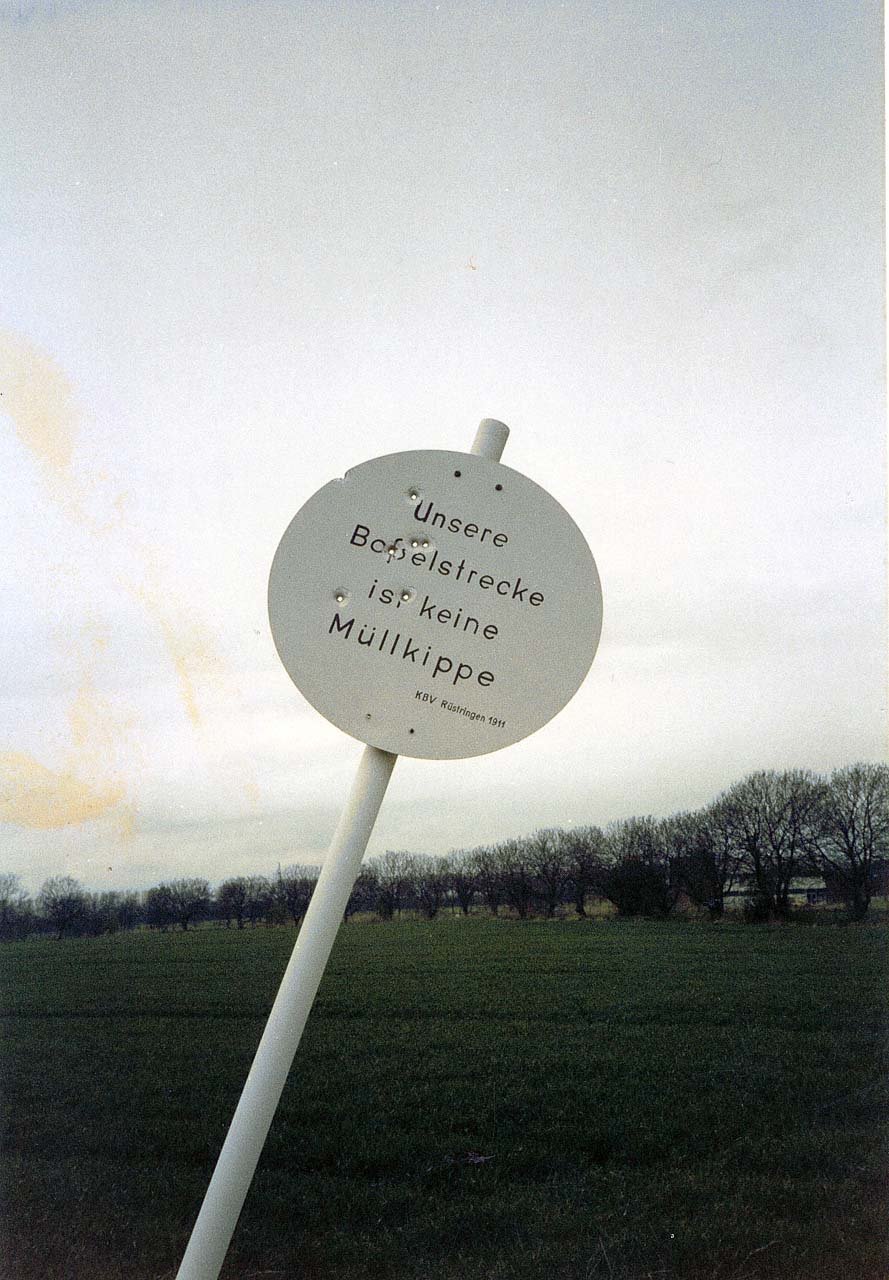 Unsere
Boßelstrecke
ist keine
Müllkippe
KBV Rüstringen 1911